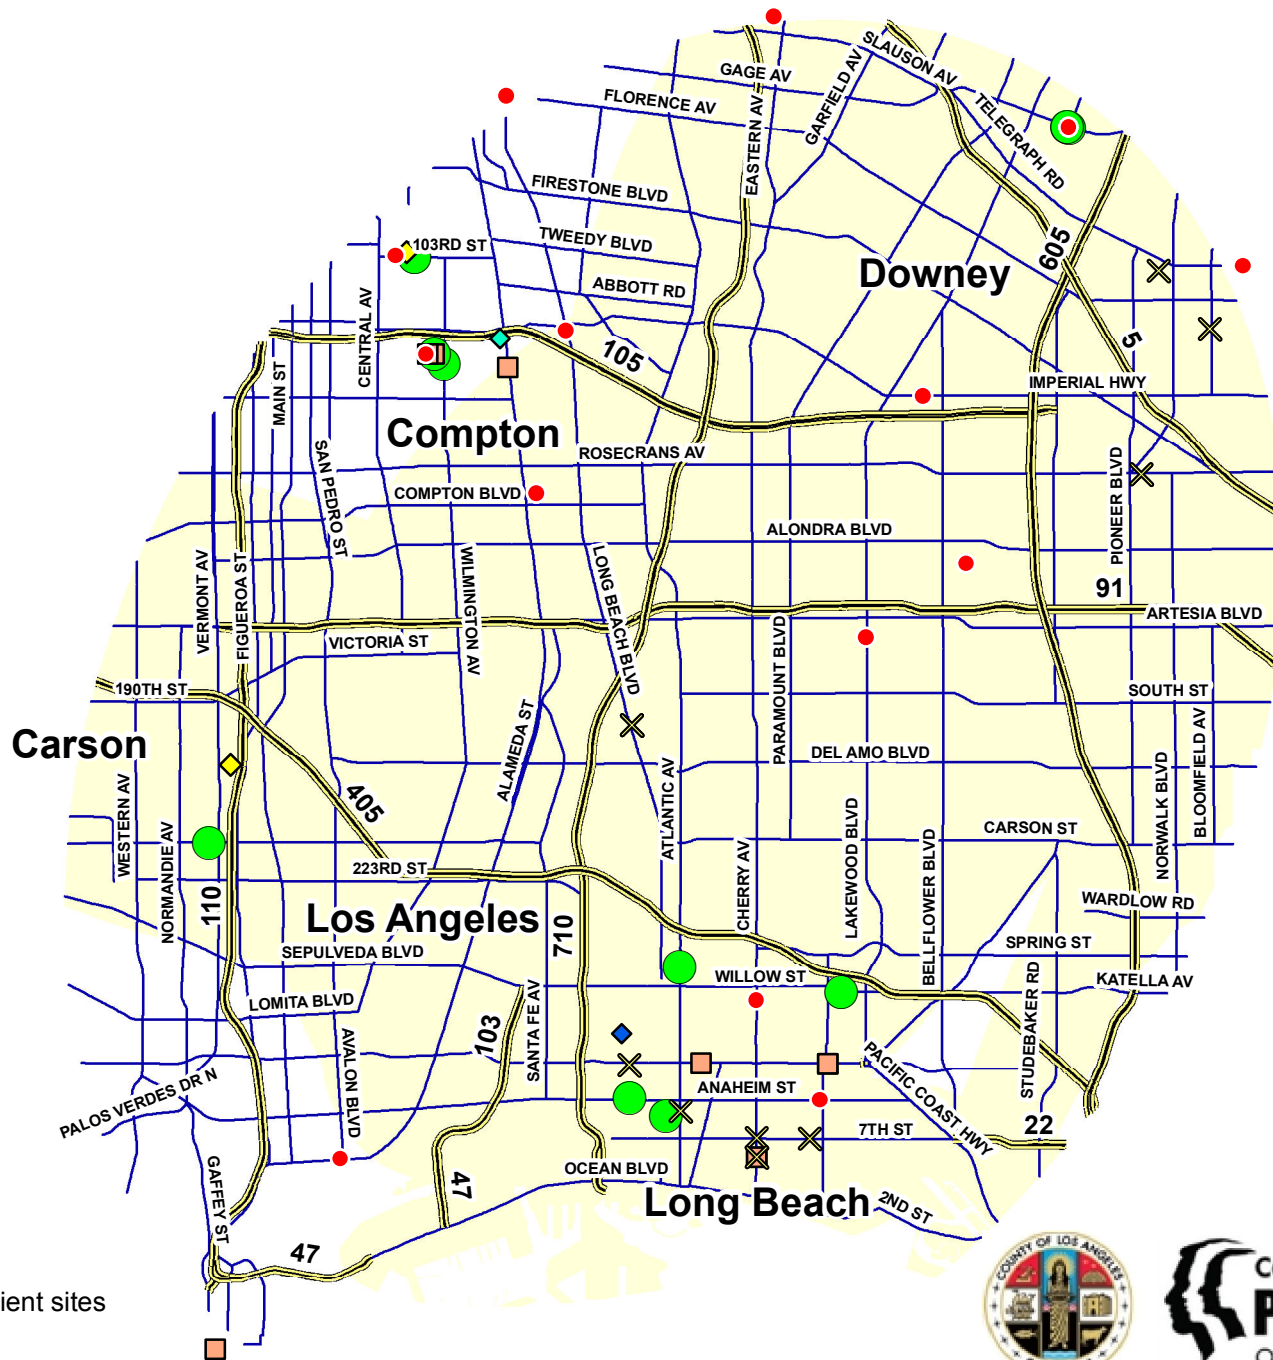 SLAUSON AV
GAGE AV
GARFIELD AV
FLORENCE AV
TELEGRAPH RD
EASTERN AV
FIRESTONE BLVD
TWEEDY BLVD
103RD ST
605
Downey
ABBOTT RD
CENTRAL AV
105
5
IMPERIAL HWY
MAIN ST
Compton
ROSECRANS AV
SAN PEDRO ST
COMPTON BLVD
PIONEER BLVD
ALONDRA BLVD
VERMONT AV
FIGUEROA ST
WILMINGTON AV
LONG BEACH BLVD
91
ARTESIA BLVD
VICTORIA ST
PARAMOUNT BLVD
190TH ST
SOUTH ST
Carson
ALAMEDA ST
DEL AMO BLVD
BLOOMFIELD AV
405
ATLANTIC AV
NORWALK BLVD
WESTERN AV
NORMANDIE AV
LAKEWOOD BLVD
BELLFLOWER BLVD
CARSON ST
223RD ST
CHERRY AV
110
Los Angeles
710
WARDLOW RD
SEPULVEDA BLVD
SPRING ST
WILLOW ST
KATELLA AV
LOMITA BLVD
SANTA FE AV
103
STUDEBAKER RD
AVALON BLVD
PALOS VERDES DR N
PACIFIC COAST HWY
ANAHEIM ST
7TH ST
22
GAFFEY ST
OCEAN BLVD
47
Long Beach
2ND ST
47
COUNTY OF LOS ANGELES
ient sites